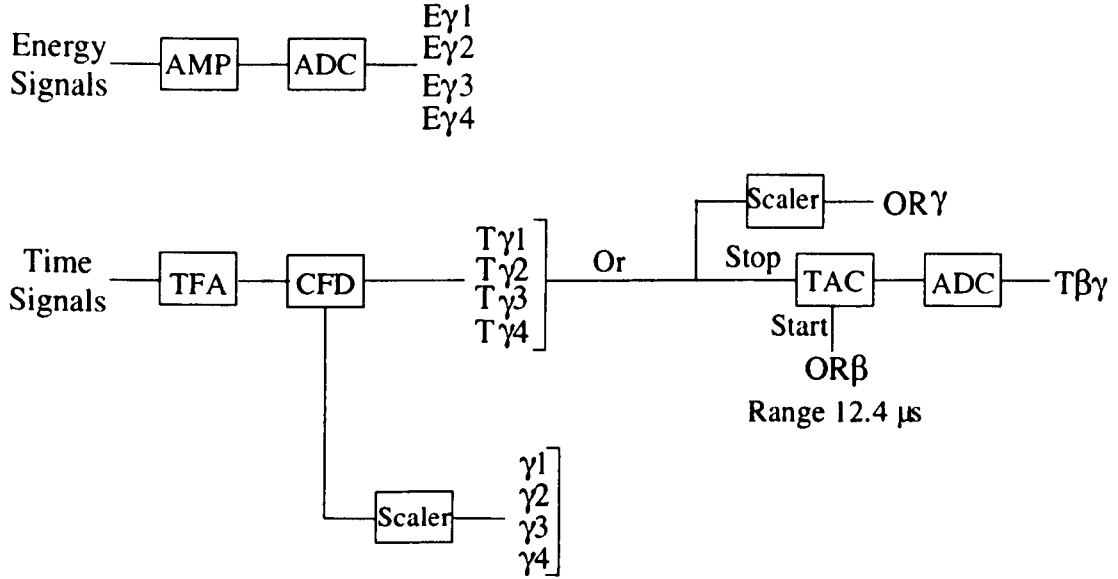 Energy
Signals
AMP
ADC
Eγ1
Eγ2
Eγ3
Eγ4
Time
Signals
TFA
CFD
Tγ1
Tγ2
Tγ3
Tγ4
Or
Scaler
ORγ
Stop
TAC
ADC
Tβγ
Start
ORβ
Range 12.4 μs
Scaler
γ1
γ2
γ3
γ4